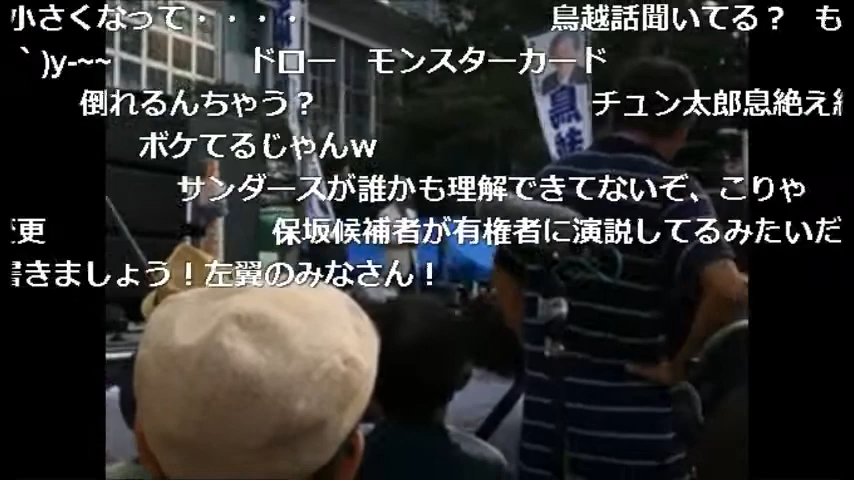 小さくなって・・・・　鳥越話聞いてる？　も
｀)y-~~　ドロー　モンスターカード
倒れるんちゃう？　チュン太郎息絶え
ボケてるじゃんw
サンダースが誰かも理解できてないぞ、こりゃ
更　保坂候補者が有権者に演説してるみたいだ
きましょう！左翼のみなさん！
鳥越